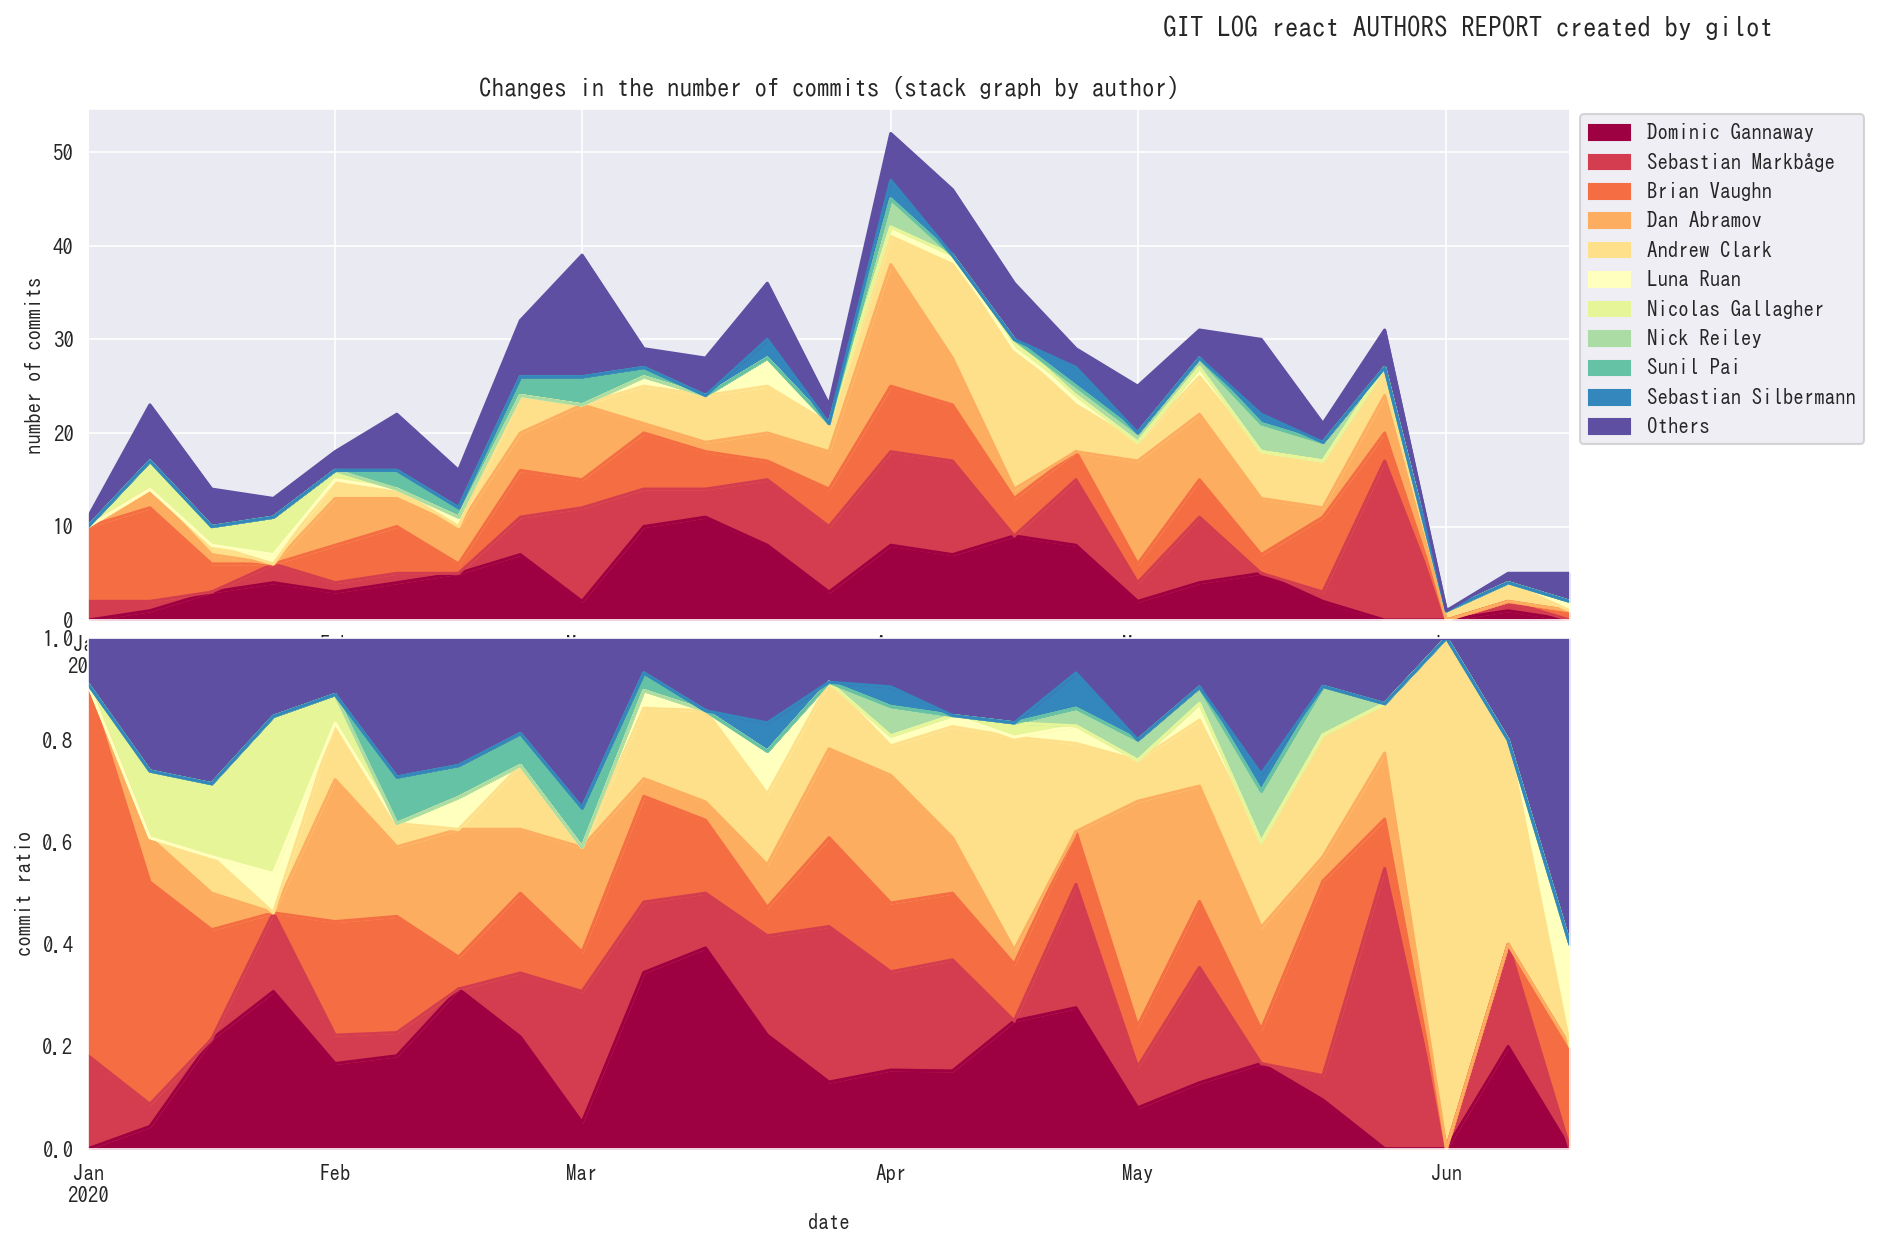 GIT LOG react AUTHORS REPORT created by gilot
Changes in the number of commits (stack graph by author)
number of commits
50
40
30
20
10
0
Dominic Gannaway
Sebastian Markbåge
Brian Vaughn
Dan Abramov
Andrew Clark
Luna Ruan
Nicolas Gallagher
Nick Reiley
Sunil Pai
Sebastian Silbermann
Others
commit ratio
1.0
0.8
0.6
0.4
0.2
0.0
Jan Feb Mar Apr May Jun
2020
date